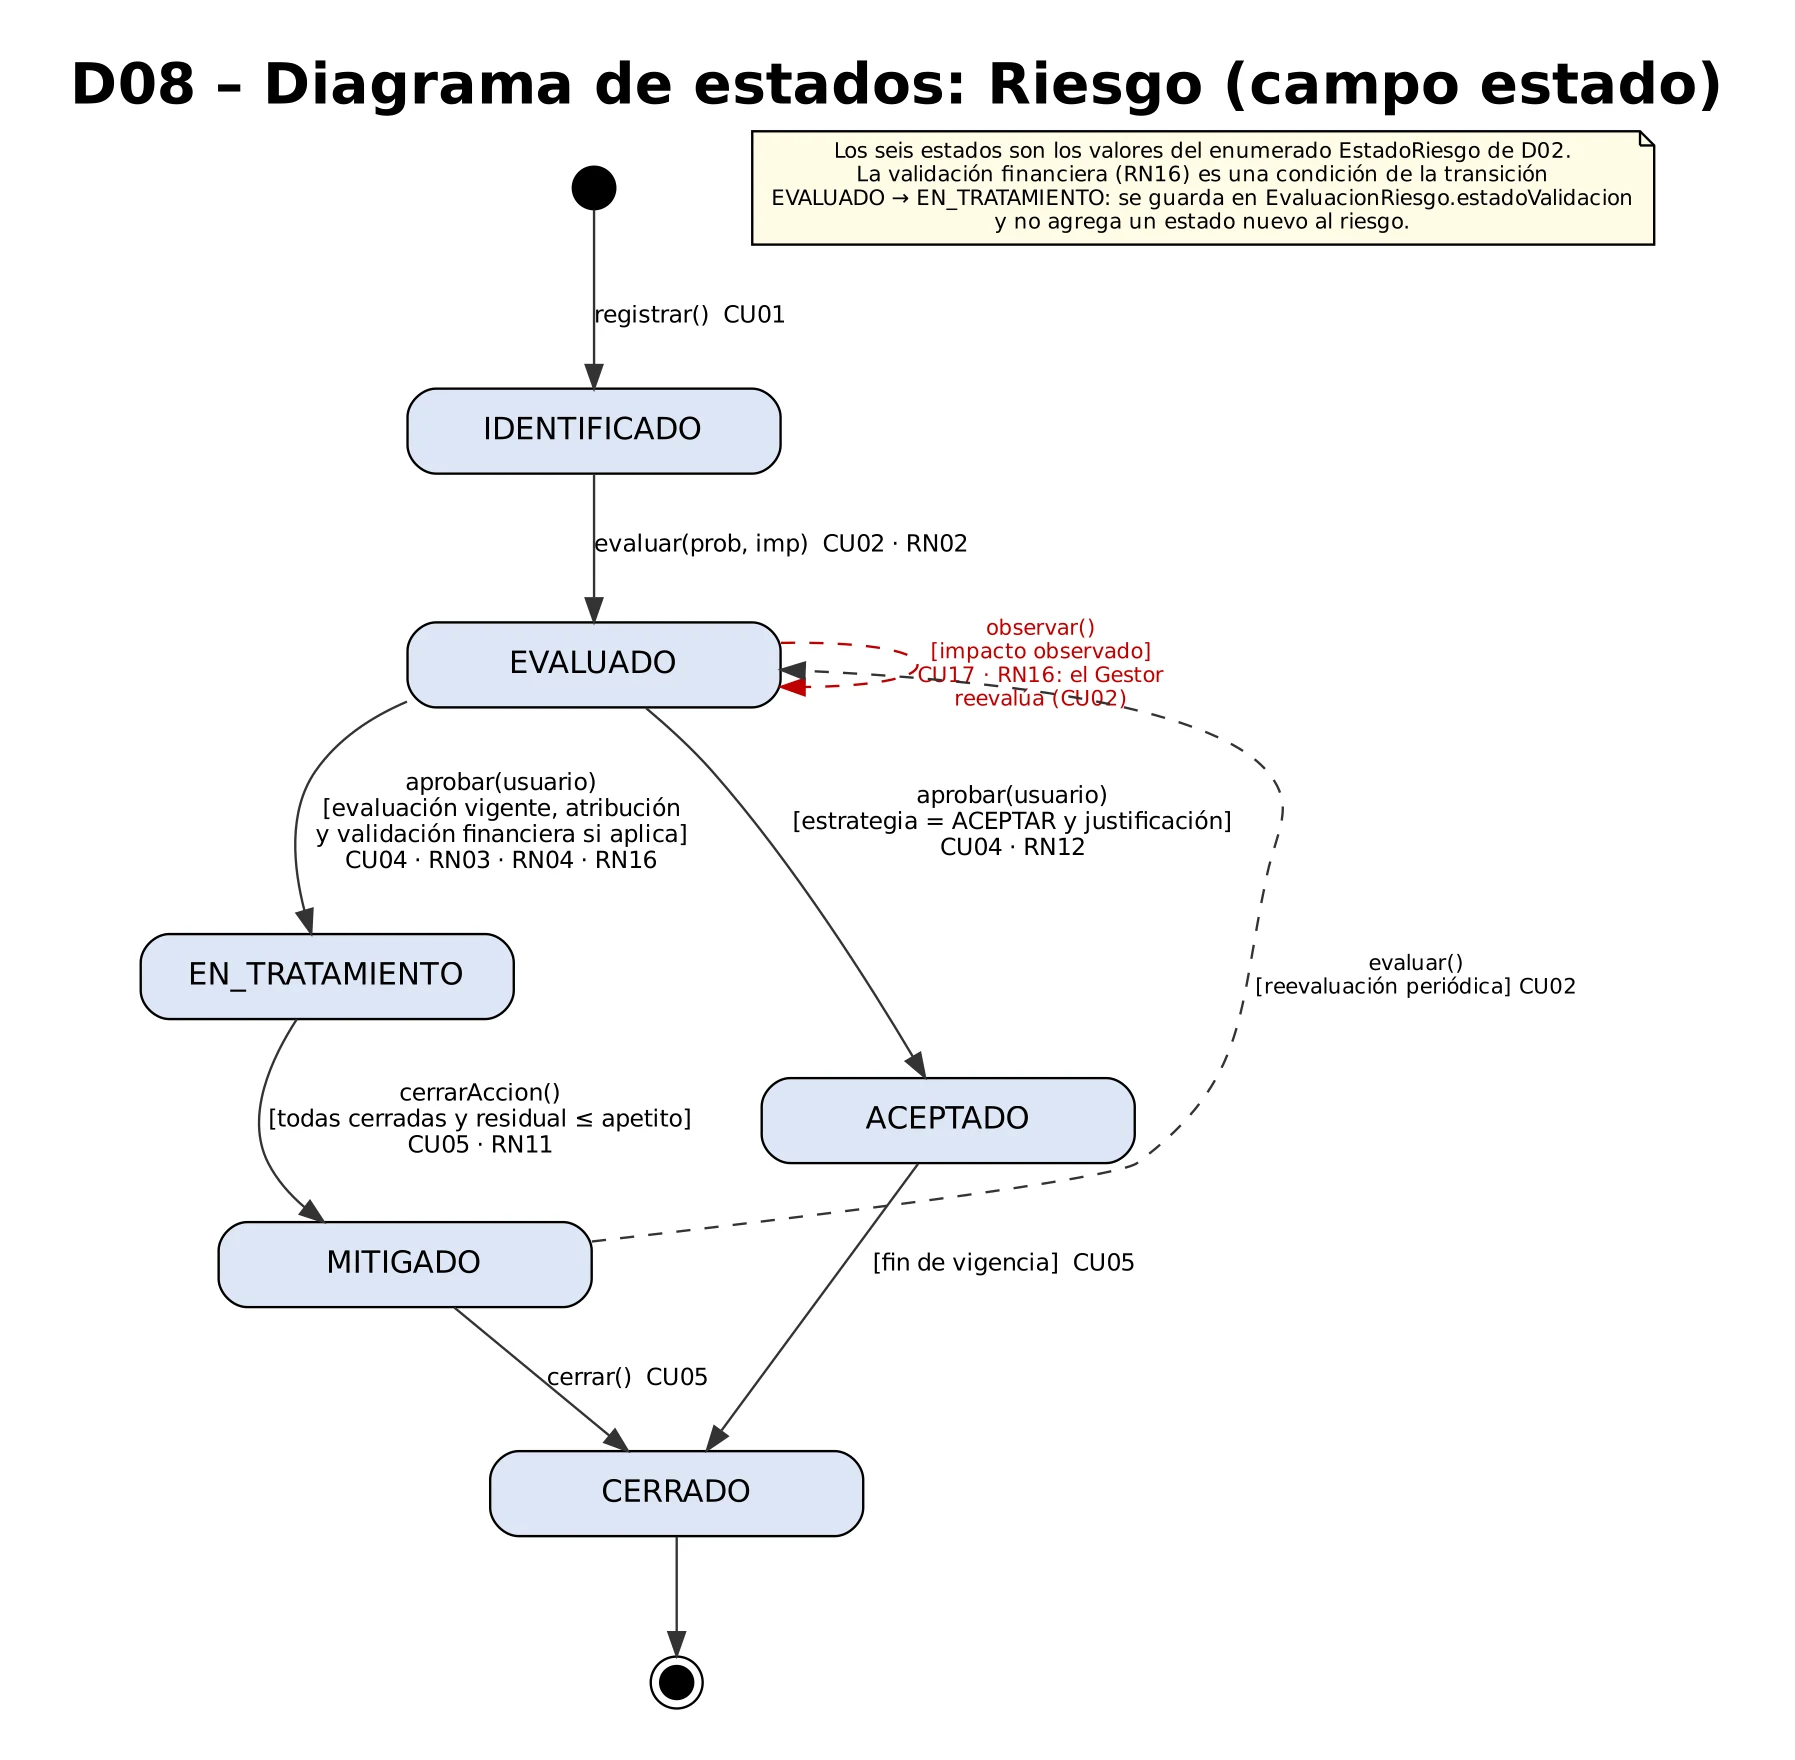 D08 – Diagrama de estados: Riesgo (campo estado)
Los seis estados son los valores del enumerado EstadoRiesgo de D02.
La validación financiera (RN16) es una condición de la transición
EVALUADO → EN_TRATAMIENTO: se guarda en EvaluacionRiesgo.estadoValidacion
y no agrega un estado nuevo al riesgo.
registrar()  CU01
IDENTIFICADO
evaluar(prob, imp)  CU02 · RN02
EVALUADO
observar()
[impacto observado]
CU17 · RN16: el Gestor
reevalúa (CU02)
aprobar(usuario)
[evaluación vigente, atribución
y validación financiera si aplica]
CU04 · RN03 · RN04 · RN16
aprobar(usuario)
[estrategia = ACEPTAR y justificación]
CU04 · RN12
evaluar()
[reevaluación periódica] CU02
EN_TRATAMIENTO
cerrarAccion()
[todas cerradas y residual ≤ apetito]
CU05 · RN11
ACEPTADO
MITIGADO
[fin de vigencia]  CU05
cerrar()  CU05
CERRADO